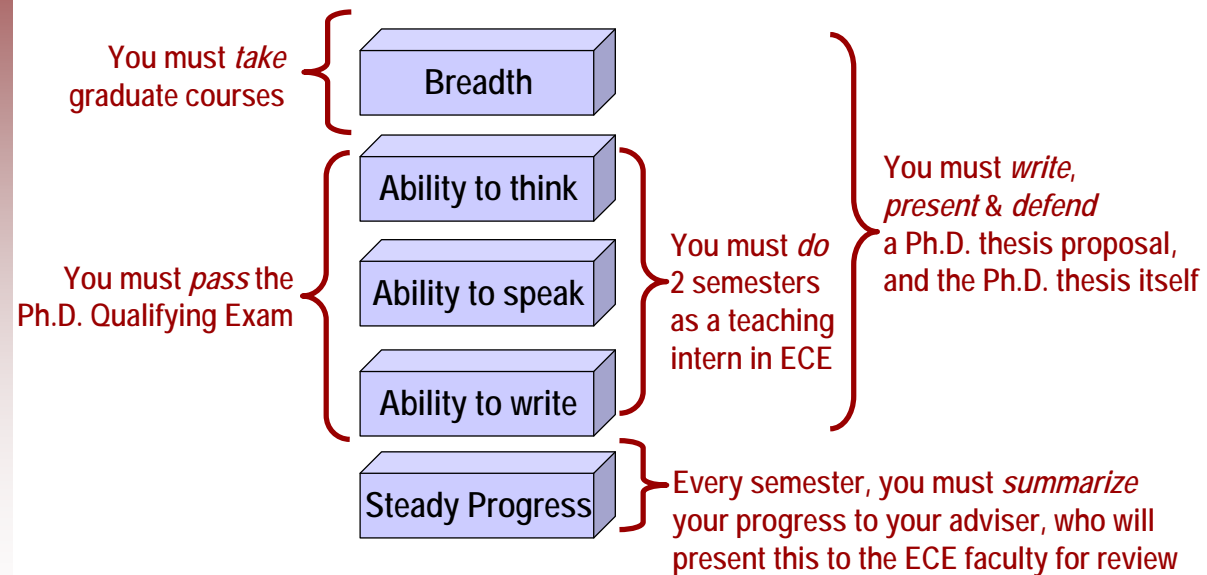 You must take
graduate courses
Breadth
Ability to think
Ability to speak
Ability to write
Steady Progress
You must pass the
Ph.D. Qualifying Exam
You must do
2 semesters
as a teaching
intern in ECE
You must write,
present & defend
a Ph.D. thesis proposal,
and the Ph.D. thesis itself
Every semester, you must summarize
your progress to your adviser, who will
present this to the ECE faculty for review